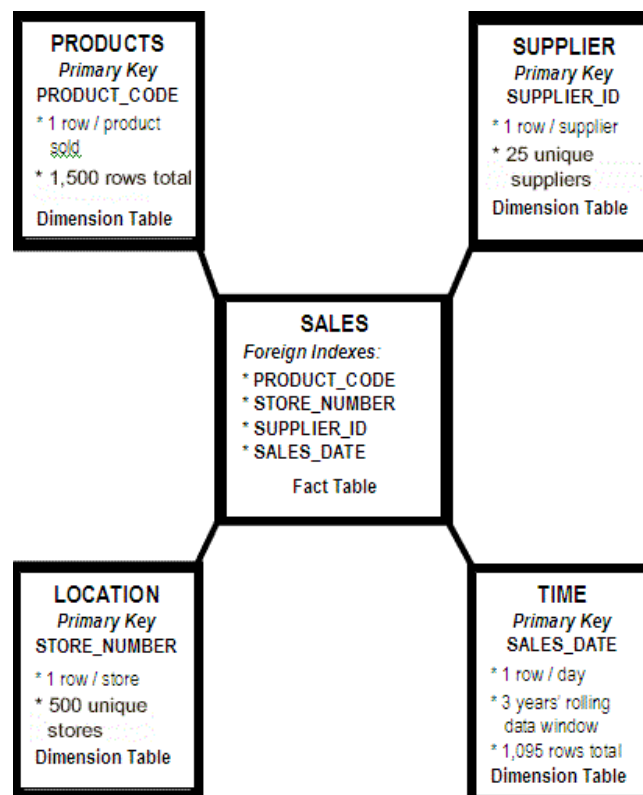 PRODUCTS
Primary Key
PRODUCT_CODE
* 1 row / product
sold
* 1,500 rows total
Dimension Table
SUPPLIER
Primary Key
SUPPLIER_ID
* 1 row / supplier
* 25 unique
suppliers
Dimension Table
SALES
Foreign Indexes:
* PRODUCT_CODE
* STORE_NUMBER
* SUPPLIER_ID
* SALES_DATE
Fact Table
LOCATION
Primary Key
STORE_NUMBER
* 1 row / store
* 500 unique
stores
Dimension Table
TIME
Primary Key
SALES_DATE
* 1 row / day
* 3 years' rolling
data window
* 1,095 rows total
Dimension Table